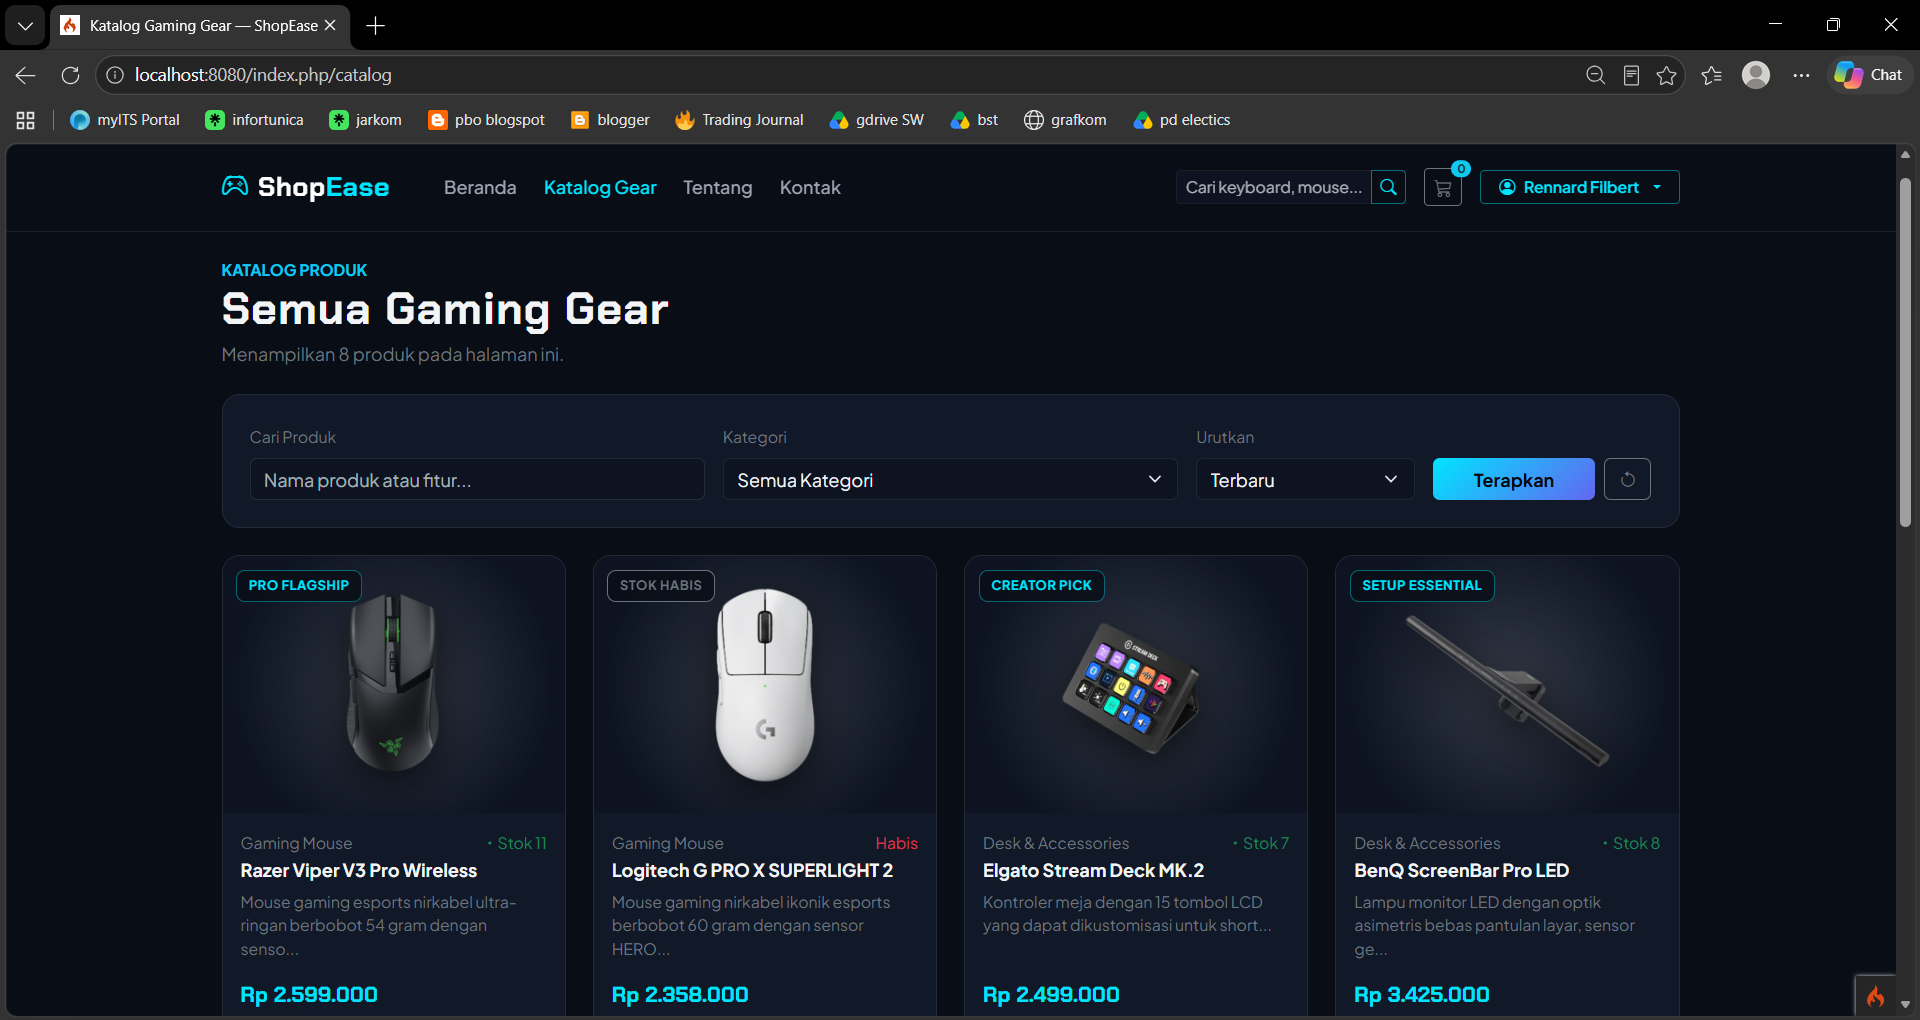 Katalog Gaming Gear — ShopEase
localhost:8080/index.php/catalog
Chat
myITS Portal
infortunica
jarkom
pbo blogspot
blogger
Trading Journal
gdrive SW
bst
grafkom
pd electics
ShopEase
Beranda
Katalog Gear
Tentang
Kontak
Cari keyboard, mouse...
0
Rennard Filbert
KATALOG PRODUK
Semua Gaming Gear
Menampilkan 8 produk pada halaman ini.
Cari Produk
Kategori
Urutkan
Nama produk atau fitur...
Semua Kategori
Terbaru
Terapkan
PRO FLAGSHIP
Gaming Mouse
• Stok 11
Razer Viper V3 Pro Wireless
Mouse gaming esports nirkabel ultra-
ringan berbobot 54 gram dengan
senso...
Rp 2.599.000
STOK HABIS
Gaming Mouse
Habis
Logitech G PRO X SUPERLIGHT 2
Mouse gaming nirkabel ikonik esports
berbobot 60 gram dengan sensor
HERO...
Rp 2.358.000
CREATOR PICK
STREAM DECK
Desk & Accessories
• Stok 7
Elgato Stream Deck MK.2
Kontroler meja dengan 15 tombol LCD
yang dapat dikustomisasi untuk short...
Rp 2.499.000
SETUP ESSENTIAL
Desk & Accessories
• Stok 8
BenQ ScreenBar Pro LED
Lampu monitor LED dengan optik
asimetris bebas pantulan layar, sensor
ge...
Rp 3.425.000